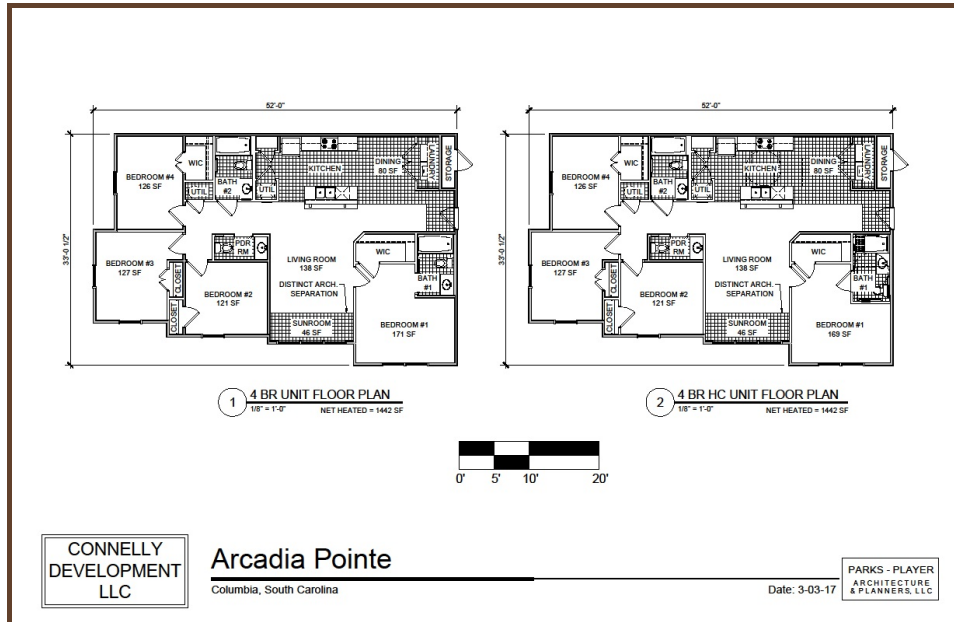 52'-0"
33'-0 1/2"
BEDROOM #4
126 SF
WIC
UTIL
BATH
#2
UTIL
KITCHEN
DINING
80 SF
LAUNDRY
STORAGE
BEDROOM #3
127 SF
CLOSET
CLOSET
PDR
RM
BEDROOM #2
121 SF
LIVING ROOM
138 SF
DISTINCT ARCH.
SEPARATION
SUNROOM
46 SF
WIC
BATH
#1
BEDROOM #1
171 SF
1
4 BR UNIT FLOOR PLAN
1/8" = 1'-0"
NET HEATED = 1442 SF
52'-0"
33'-0 1/2"
BEDROOM #4
126 SF
WIC
UTIL
BATH
#2
UTIL
KITCHEN
DINING
80 SF
LAUNDRY
STORAGE
BEDROOM #3
127 SF
CLOSET
CLOSET
PDR
RM
BEDROOM #2
121 SF
LIVING ROOM
138 SF
DISTINCT ARCH.
SEPARATION
SUNROOM
46 SF
WIC
BATH
#1
BEDROOM #1
169 SF
2
4 BR HC UNIT FLOOR PLAN
1/8" = 1'-0"
NET HEATED = 1442 SF
0' 5' 10' 20'
CONNELLY
DEVELOPMENT
LLC
Arcadia Pointe
Columbia, South Carolina
Date: 3-03-17
PARKS - PLAYER
ARCHITECTURE
& PLANNERS, LLC